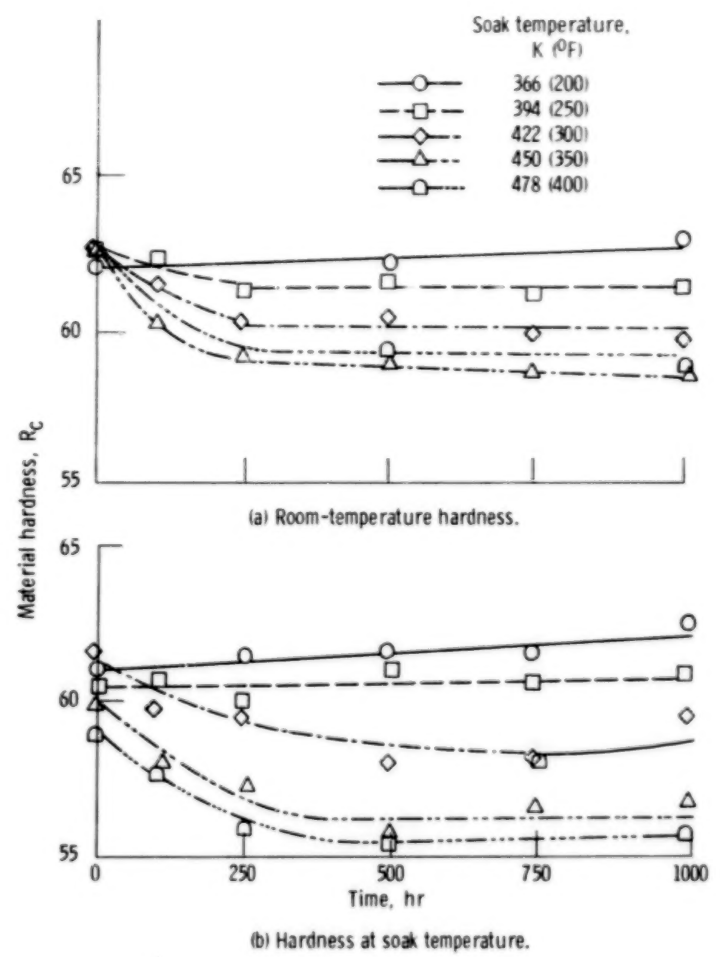 Soak temperature,
K (⁰F)
366 (200)
394 (250)
422 (300)
450 (350)
478 (400)
65
60
55
(a) Room-temperature hardness.
Material hardness, R_C
65
60
55
0 250 500 750 1000
Time, hr
(b) Hardness at soak temperature.